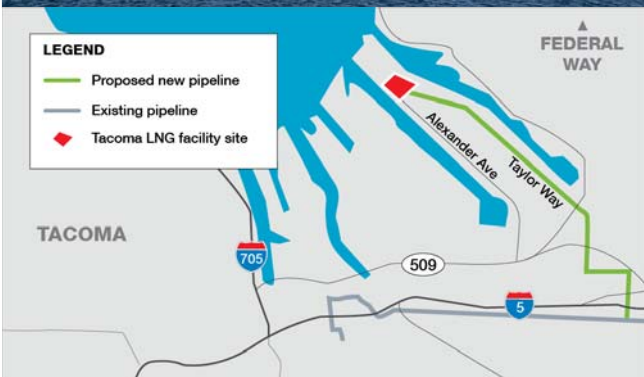 LEGEND
Proposed new pipeline
Existing pipeline
Tacoma LNG facility site
FEDERAL
WAY
Alexander Ave
Taylor Way
TACOMA
705
509
5